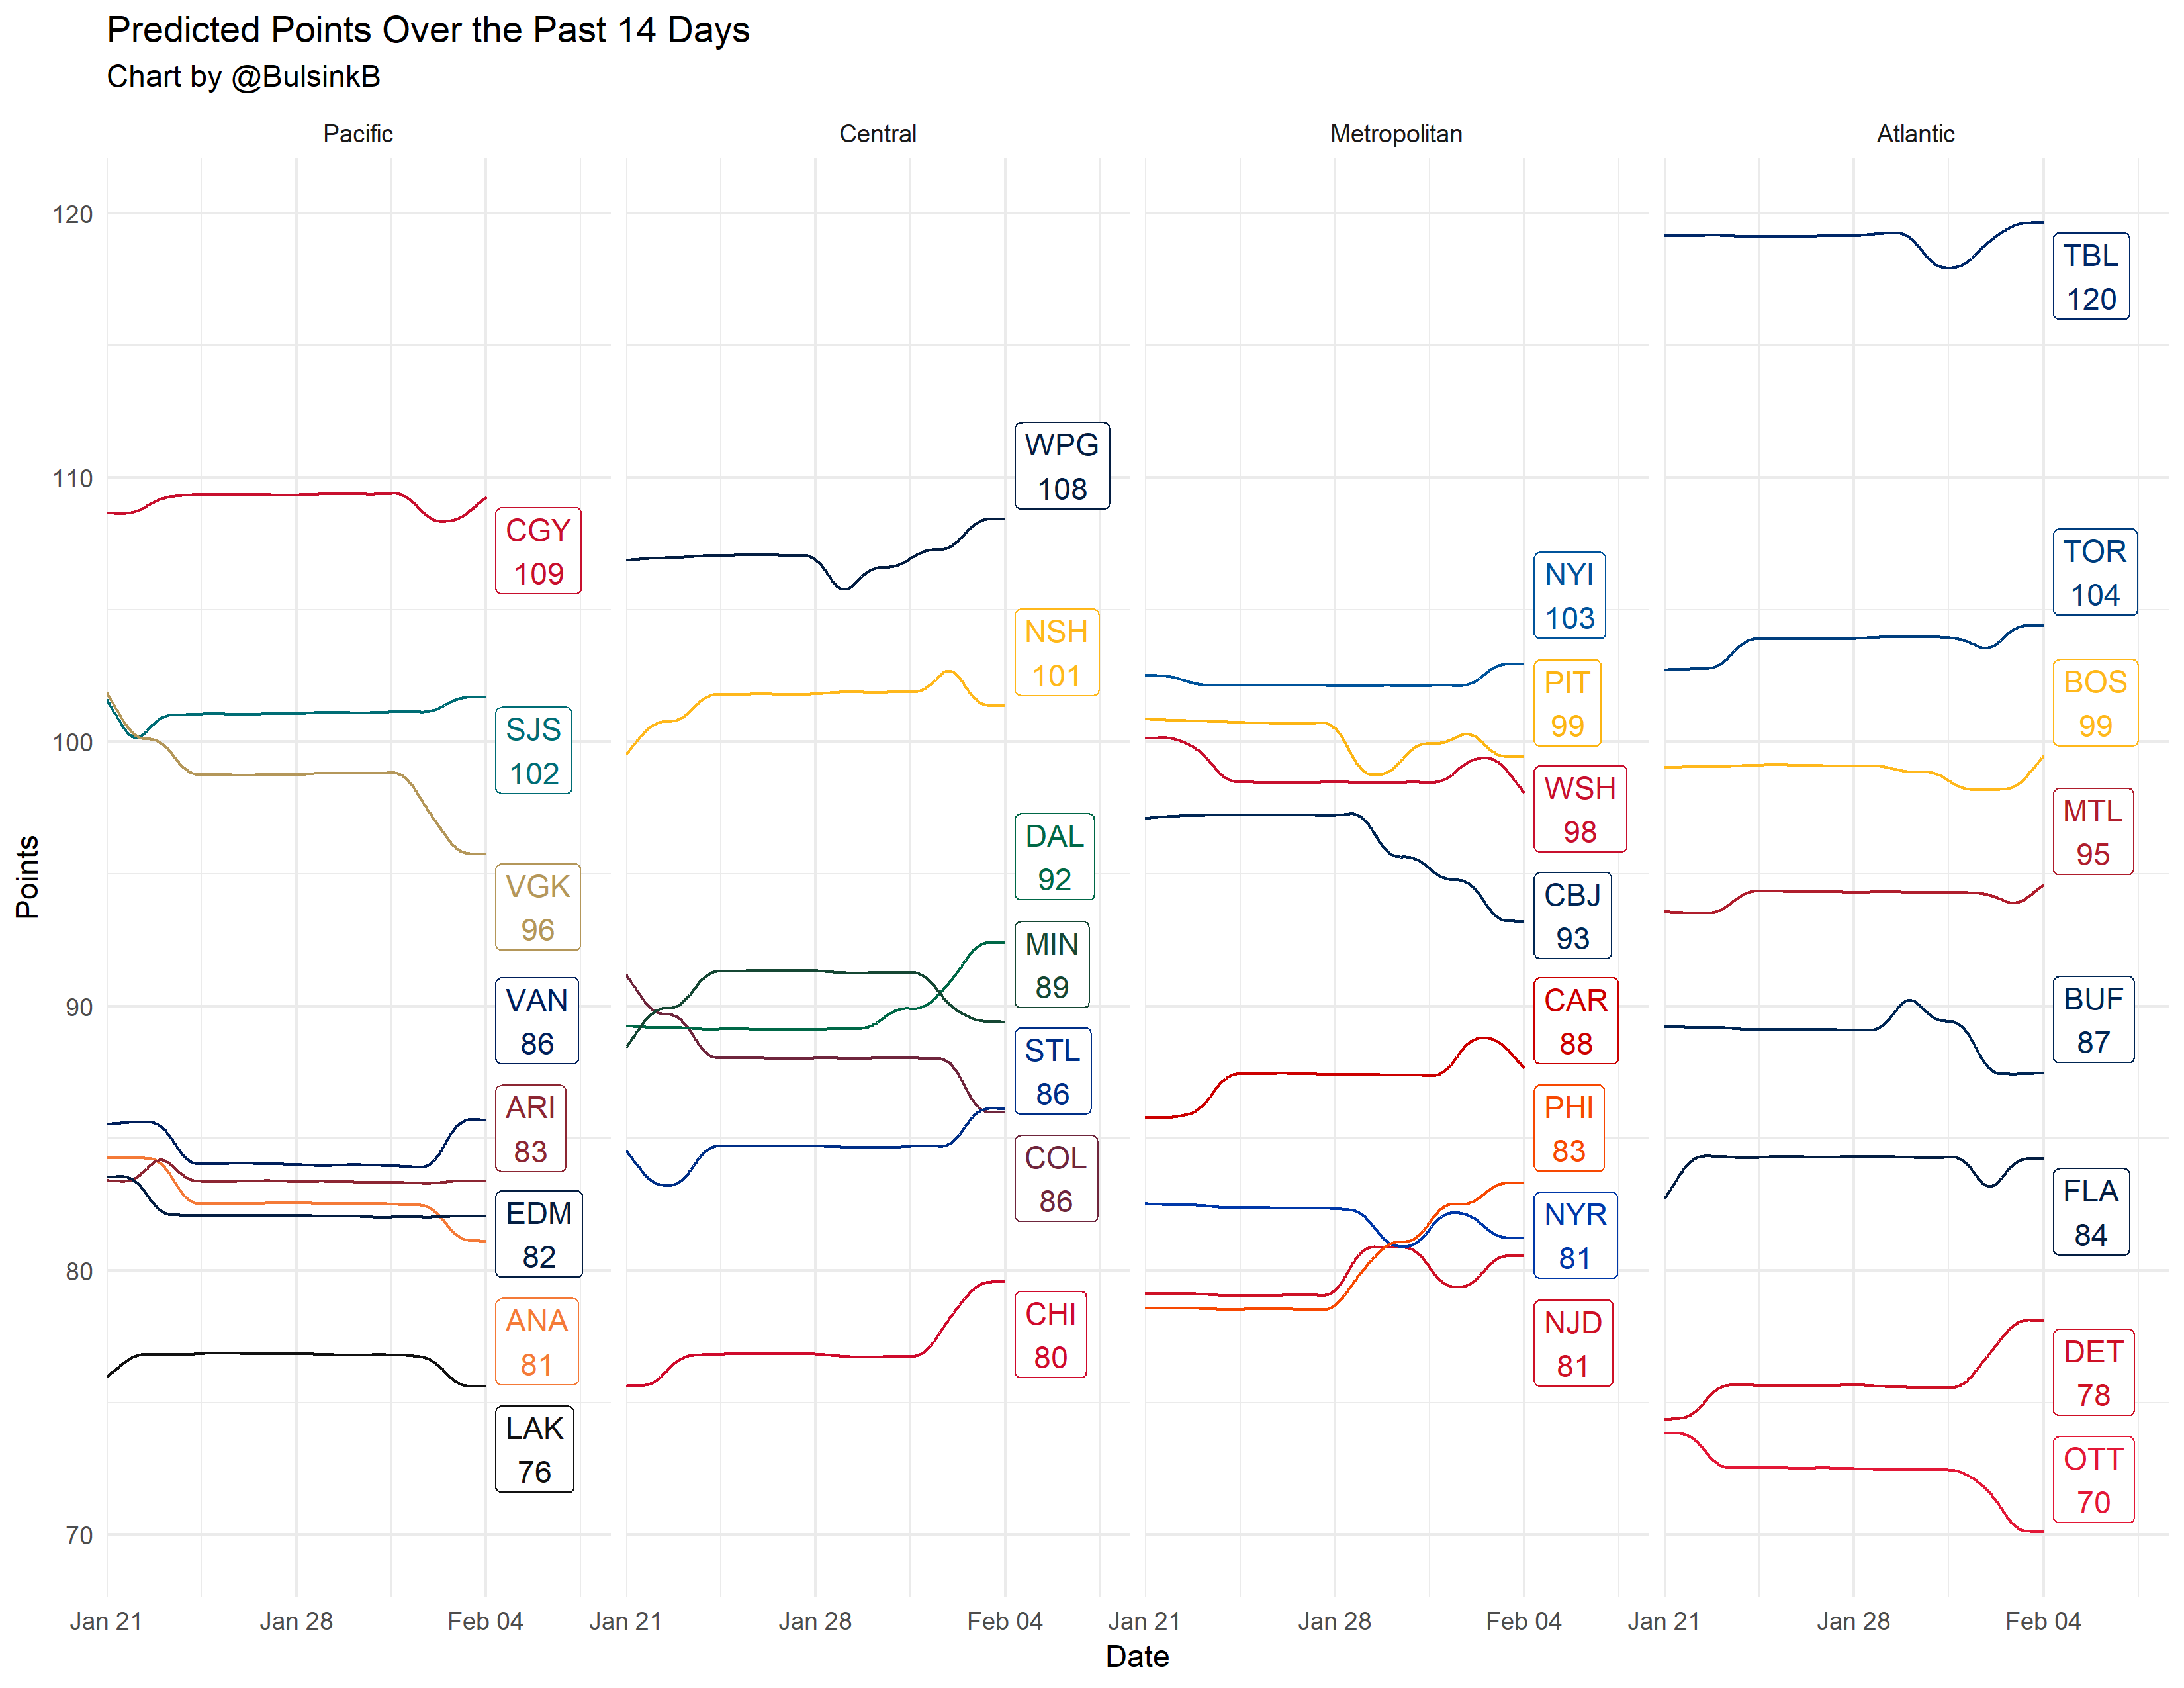 Predicted Points Over the Past 14 Days
Chart by @BulsinkB
Pacific
Central
Metropolitan
Atlantic
Points
120
110
100
90
80
70
CGY
109
SJS
102
VGK
96
VAN
86
ARI
83
EDM
82
ANA
81
LAK
76
WPG
108
NSH
101
DAL
92
MIN
89
STL
86
COL
86
CHI
80
NYI
103
PIT
99
WSH
98
CBJ
93
CAR
88
PHI
83
NYR
81
NJD
81
TBL
120
TOR
104
BOS
99
MTL
95
BUF
87
FLA
84
DET
78
OTT
70
Jan 21
Jan 28
Feb 04
Jan 21
Jan 28
Feb 04
Jan 21
Jan 28
Feb 04
Jan 21
Jan 28
Feb 04
Date